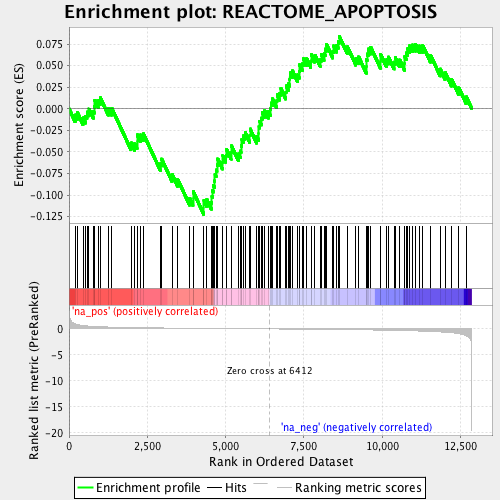 Enrichment plot: REACTOME_APOPTOSIS
Enrichment score (ES)
0.075
0.050
0.025
0.000
-0.025
-0.050
-0.075
-0.100
-0.125
'na_pos' (positively correlated)
Ranked list metric (PreRanked)
0
-5
-10
-15
-20
Zero cross at 6412
'na_neg' (negatively correlated)
0
2,500
5,000
7,500
10,000
12,500
Rank in Ordered Dataset
Enrichment profile
Hits
Ranking metric scores